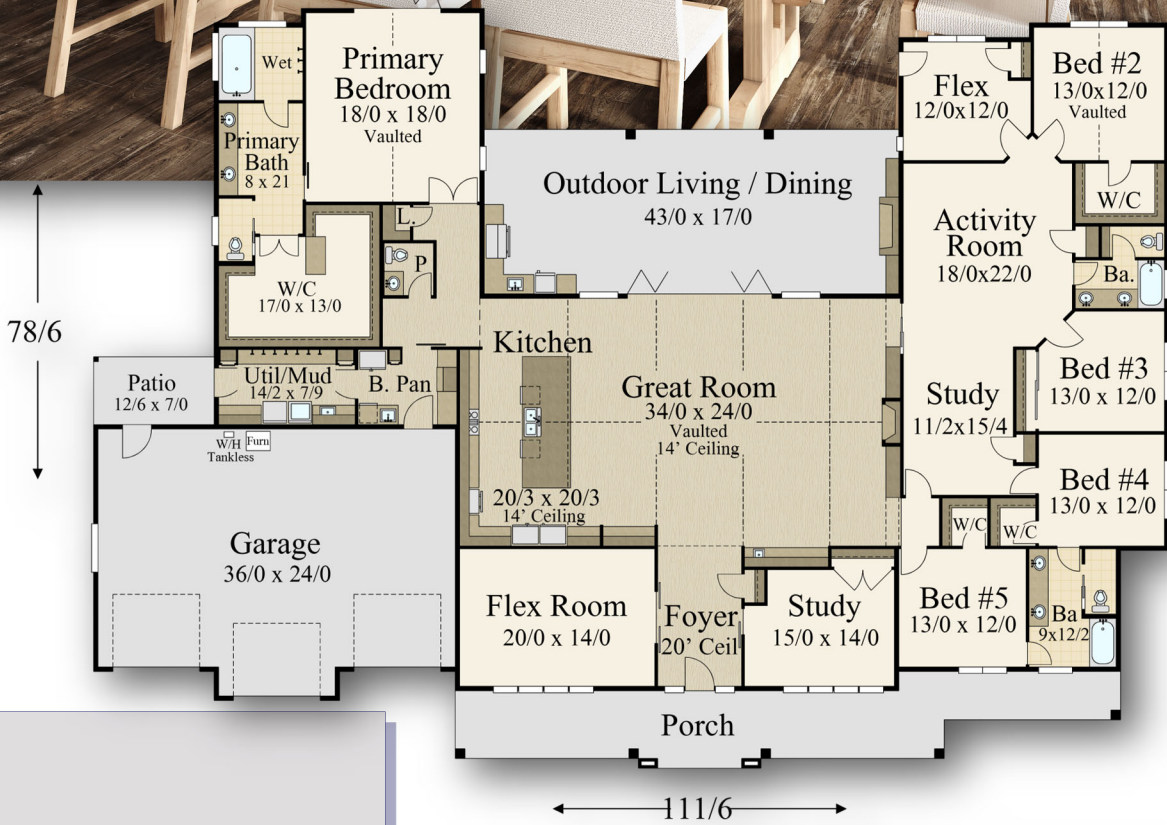 Wet
Primary
Bath
8 x 21
Primary
Bedroom
18/0 x 18/0
Vaulted
L.
P
W/C
17/0 x 13/0
Outdoor Living / Dining
43/0 x 17/0
Flex
12/0x12/0
Bed #2
13/0x12/0
Vaulted
W/C
Activity
Room
18/0x22/0
Ba.
78/6
Patio
12/6 x 7/0
Util/Mud
14/2 x 7/9
B. Pan
Kitchen
20/3 x 20/3
14' Ceiling
Great Room
34/0 x 24/0
Vaulted
14' Ceiling
Study
11/2x15/4
Bed #3
13/0 x 12/0
Bed #4
13/0 x 12/0
W/H
Tankless
Furn
Garage
36/0 x 24/0
W/C
W/C
Flex Room
20/0 x 14/0
Foyer
20' Ceil
Study
15/0 x 14/0
Bed #5
13/0 x 12/0
Ba
9x12/2
Porch
111/6